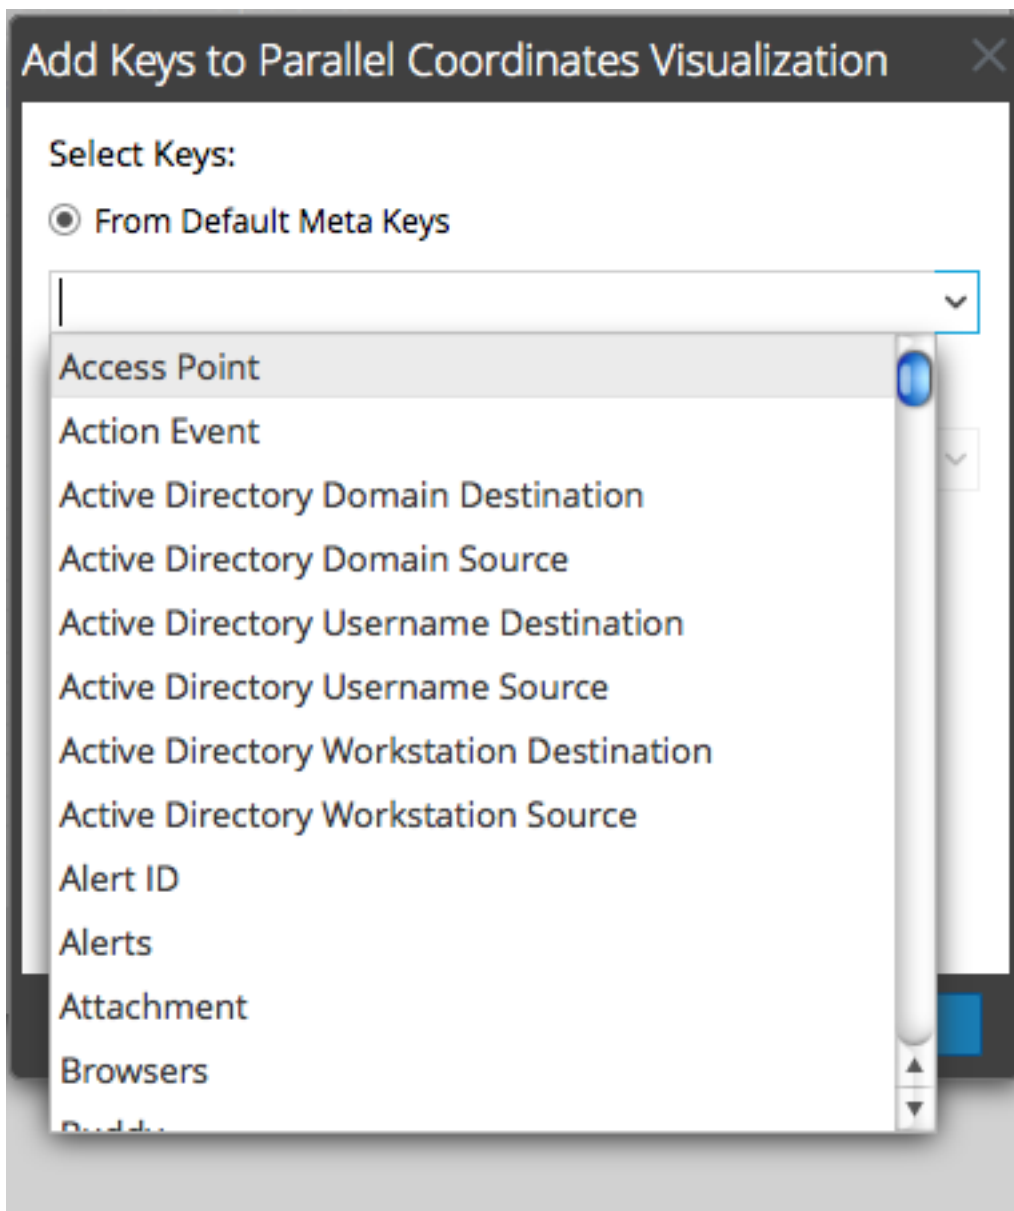 Add Keys to Parallel Coordinates Visualization
Select Keys:
From Default Meta Keys
Access Point
Action Event
Active Directory Domain Destination
Active Directory Domain Source
Active Directory Username Destination
Active Directory Username Source
Active Directory Workstation Destination
Active Directory Workstation Source
Alert ID
Alerts
Attachment
Browsers
Buddy